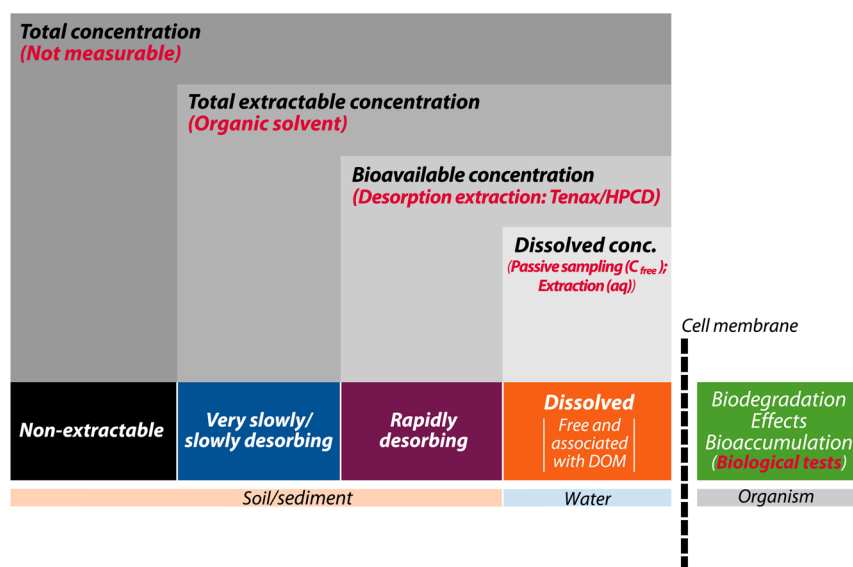 Total concentration
(Not measurable)
Total extractable concentration
(Organic solvent)
Bioavailable concentration
(Desorption extraction: Tenax/HPCD)
Dissolved conc.
(Passive sampling (C free );
Extraction (aq))
Cell membrane
Non-extractable
Very slowly/
slowly desorbing
Rapidly
desorbing
Dissolved
Free and
associated
with DOM
Biodegradation
Effects
Bioaccumulation
(Biological tests)
Soil/sediment
Water
Organism